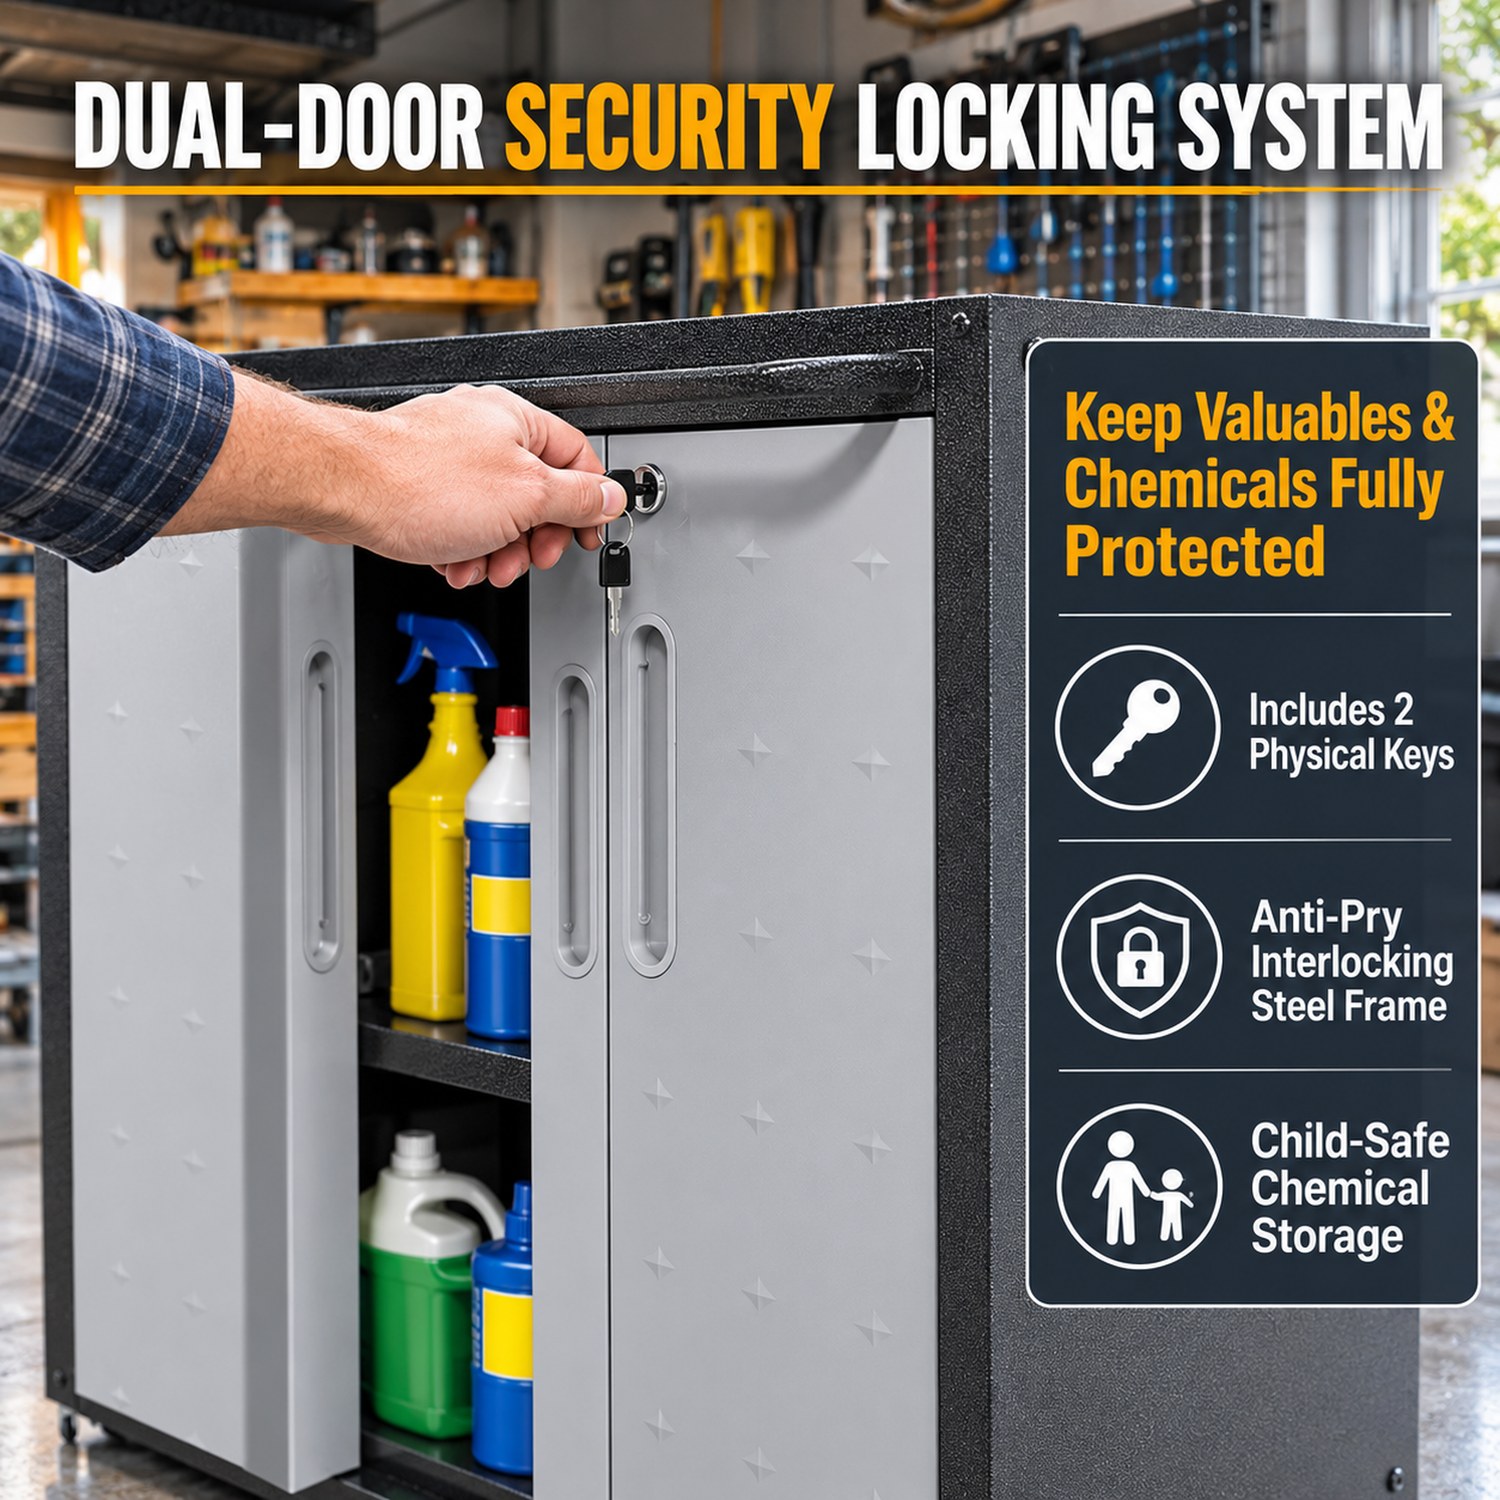 DUAL-DOOR SECURITY LOCKING SYSTEM
Keep Valuables &
Chemicals Fully
Protected
Includes 2
Physical Keys
Anti-Pry
Interlocking
Steel Frame
Child-Safe
Chemical
Storage